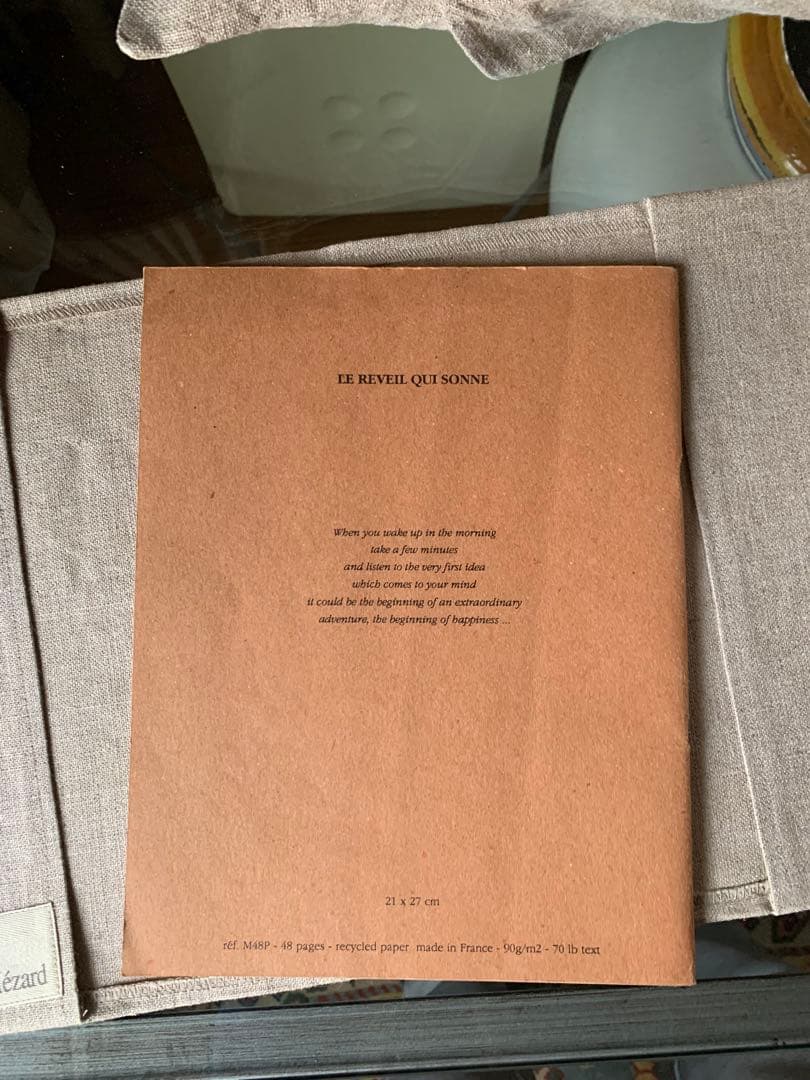 LE REVEIL QUI SONNE
When you wake up in the morning
take a few minutes
and listen to the very first idea
which comes to your mind
it could be the beginning of an extraordinary
adventure, the beginning of happiness ...
21 x 27 cm
réf. M48P - 48 pages - recycled paper made in France - 90g/m2 - 70 lb text
ézard